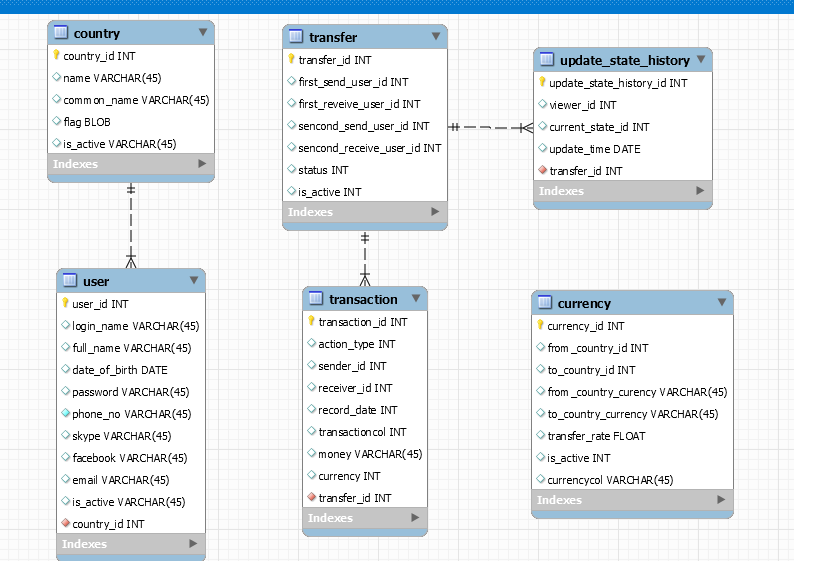 country
country_id INT
name VARCHAR(45)
common_name VARCHAR(45)
flag BLOB
is_active VARCHAR(45)
Indexes
transfer
transfer_id INT
first_send_user_id INT
first_reveive_user_id INT
sencond_send_user_id INT
sencond_receive_user_id INT
status INT
is_active INT
Indexes
update_state_history
update_state_history_id INT
viewer_id INT
current_state_id INT
update_time DATE
transfer_id INT
Indexes
user
user_id INT
login_name VARCHAR(45)
full_name VARCHAR(45)
date_of_birth DATE
password VARCHAR(45)
phone_no VARCHAR(45)
skype VARCHAR(45)
facebook VARCHAR(45)
email VARCHAR(45)
is_active VARCHAR(45)
country_id INT
Indexes
transaction
transaction_id INT
action_type INT
sender_id INT
receiver_id INT
record_date INT
transactioncol INT
money VARCHAR(45)
currency INT
transfer_id INT
Indexes
currency
currency_id INT
from _country_id INT
to_country_id INT
from _country_curency VARCHAR(45)
to_country_currency VARCHAR(45)
transfer_rate FLOAT
is_active INT
currencycol VARCHAR(45)
Indexes